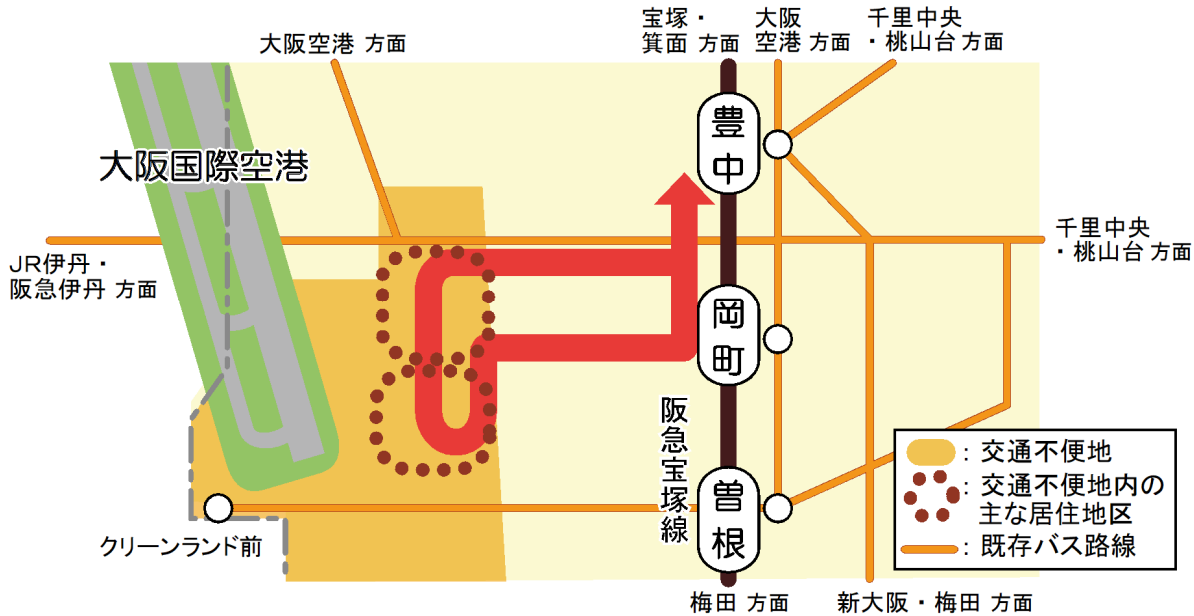 大阪空港 方面
宝塚・
箕面 方面
大阪
空港 方面
千里中央
・桃山台 方面
豊中
大阪国際空港
千里中央
・桃山台 方面
JR伊丹・
阪急伊丹 方面
岡町
阪急宝塚線
曽根
クリーンランド前
梅田 方面
新大阪・梅田 方面
：交通不便地
：交通不便地内の
主な居住地区
：既存バス路線